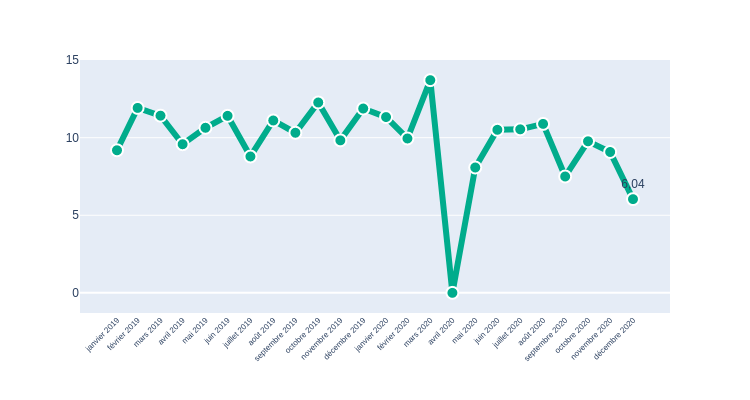 15
10
5
0
6.04
janvier 2019
février 2019
mars 2019
avril 2019
mai 2019
juin 2019
juillet 2019
août 2019
septembre 2019
octobre 2019
novembre 2019
décembre 2019
janvier 2020
février 2020
mars 2020
avril 2020
mai 2020
juin 2020
juillet 2020
août 2020
septembre 2020
octobre 2020
novembre 2020
décembre 2020